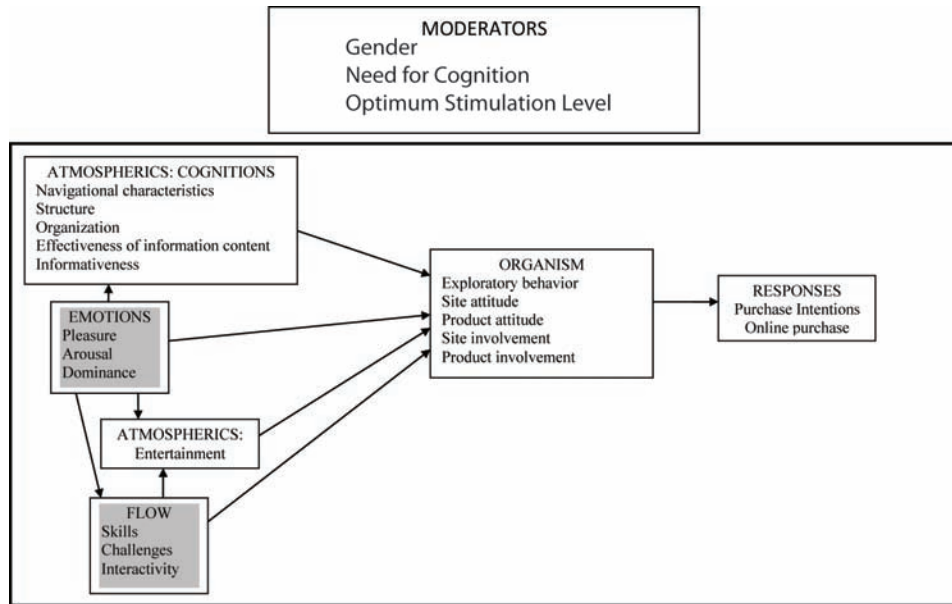 MODERATORS
Gender
Need for Cognition
Optimum Stimulation Level
ATMOSPHERICS: COGNITIONS
Navigational characteristics
Structure
Organization
Effectiveness of information content
Informativeness
EMOTIONS
Pleasure
Arousal
Dominance
ATMOSPHERICS:
Entertainment
FLOW
Skills
Challenges
Interactivity
ORGANISM
Exploratory behavior
Site attitude
Product attitude
Site involvement
Product involvement
RESPONSES
Purchase Intentions
Online purchase